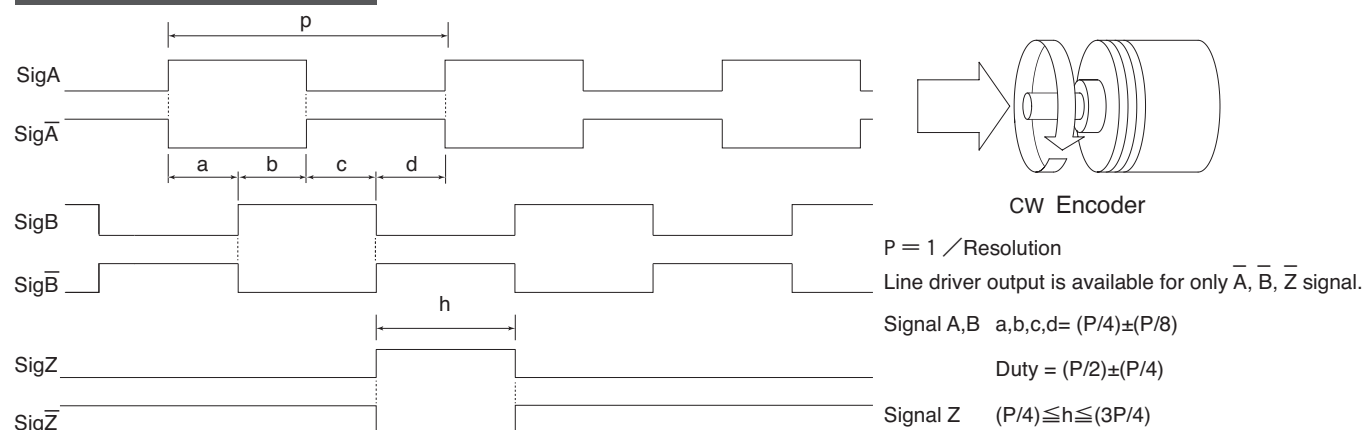 p
SigA
SigA̅
a b c d
SigB
SigB̅
h
SigZ
SigZ̅
CW Encoder
P = 1 ／Resolution
Line driver output is available for only A̅, B̅, Z̅ signal.
Signal A,B a,b,c,d= (P/4)±(P/8)
Duty = (P/2)±(P/4)
Signal Z (P/4)≦h≦(3P/4)